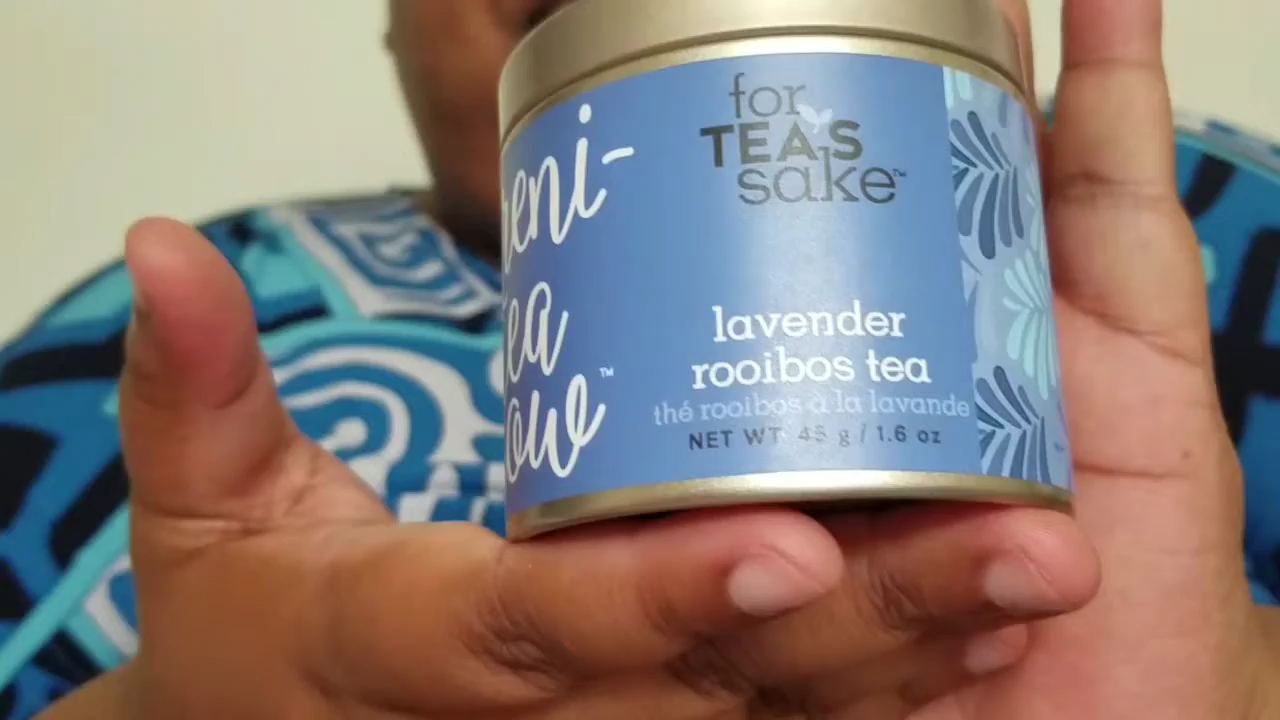 for
TEA'S
sake™
lavender
rooibos tea
thé rooibos à la lavande
NET WT 45 g / 1.6 oz